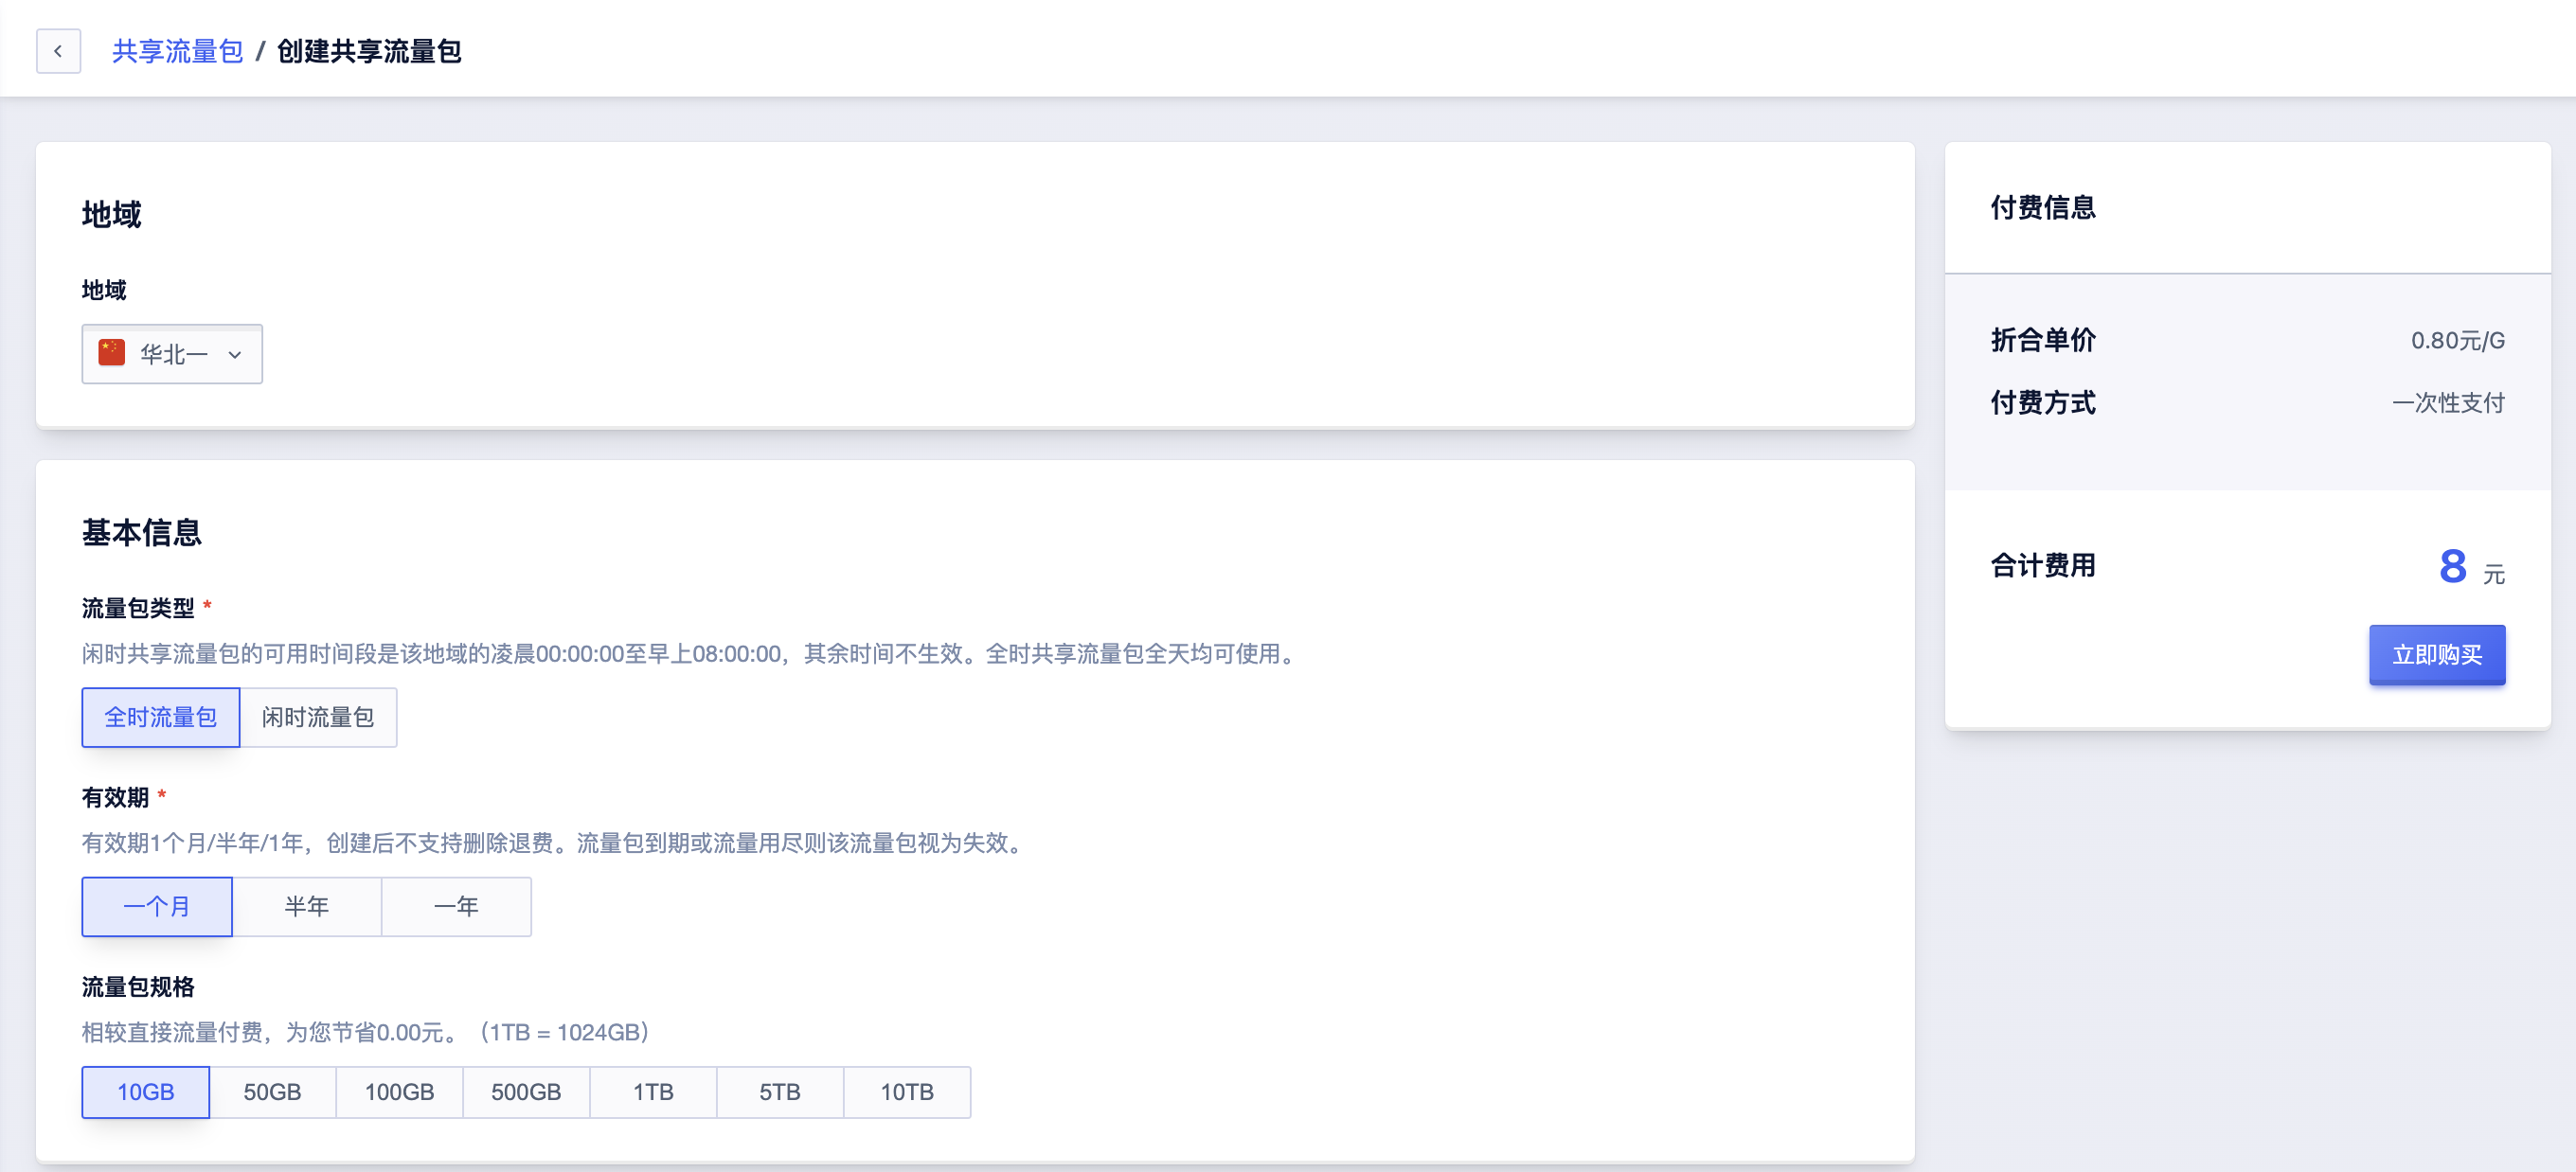 共享流量包 / 创建共享流量包
地域
地域
华北一
基本信息
流量包类型 *
闲时共享流量包的可用时间段是该地域的凌晨00:00:00至早上08:00:00，其余时间不生效。全时共享流量包全天均可使用。
全时流量包 闲时流量包
有效期 *
有效期1个月/半年/1年，创建后不支持删除退费。流量包到期或流量用尽则该流量包视为失效。
一个月 半年 一年
流量包规格
相较直接流量付费，为您节省0.00元。（1TB = 1024GB）
10GB 50GB 100GB 500GB 1TB 5TB 10TB
付费信息
折合单价 0.80元/G
付费方式 一次性支付
合计费用 8 元
立即购买